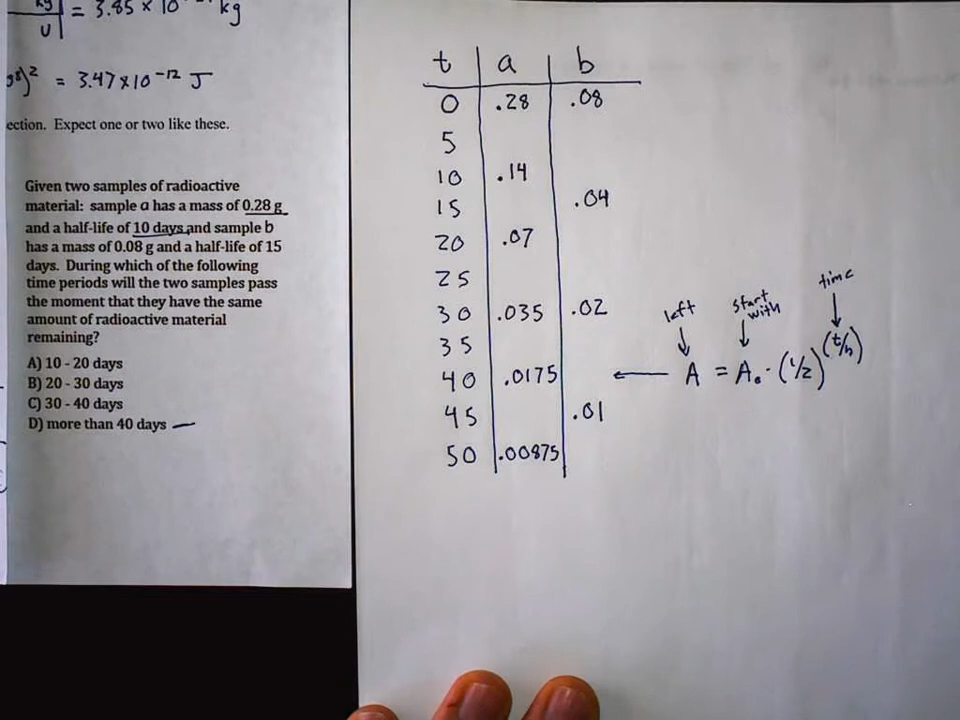 kg/u = 3.85 × 10 kg
)² = 3.47×10⁻¹² J
ection. Expect one or two like these.
Given two samples of radioactive
material: sample a has a mass of 0.28 g
and a half-life of 10 days and sample b
has a mass of 0.08 g and a half-life of 15
days. During which of the following
time periods will the two samples pass
the moment that they have the same
amount of radioactive material
remaining?
A) 10 - 20 days
B) 20 - 30 days
C) 30 - 40 days
D) more than 40 days
t a b
0 .28 .08
5
10 .14
15 .04
20 .07
25
30 .035 .02
35
40 .0175
45 .01
50 .00875
left start with time
A = A₀ · (1/2)^(t/h)